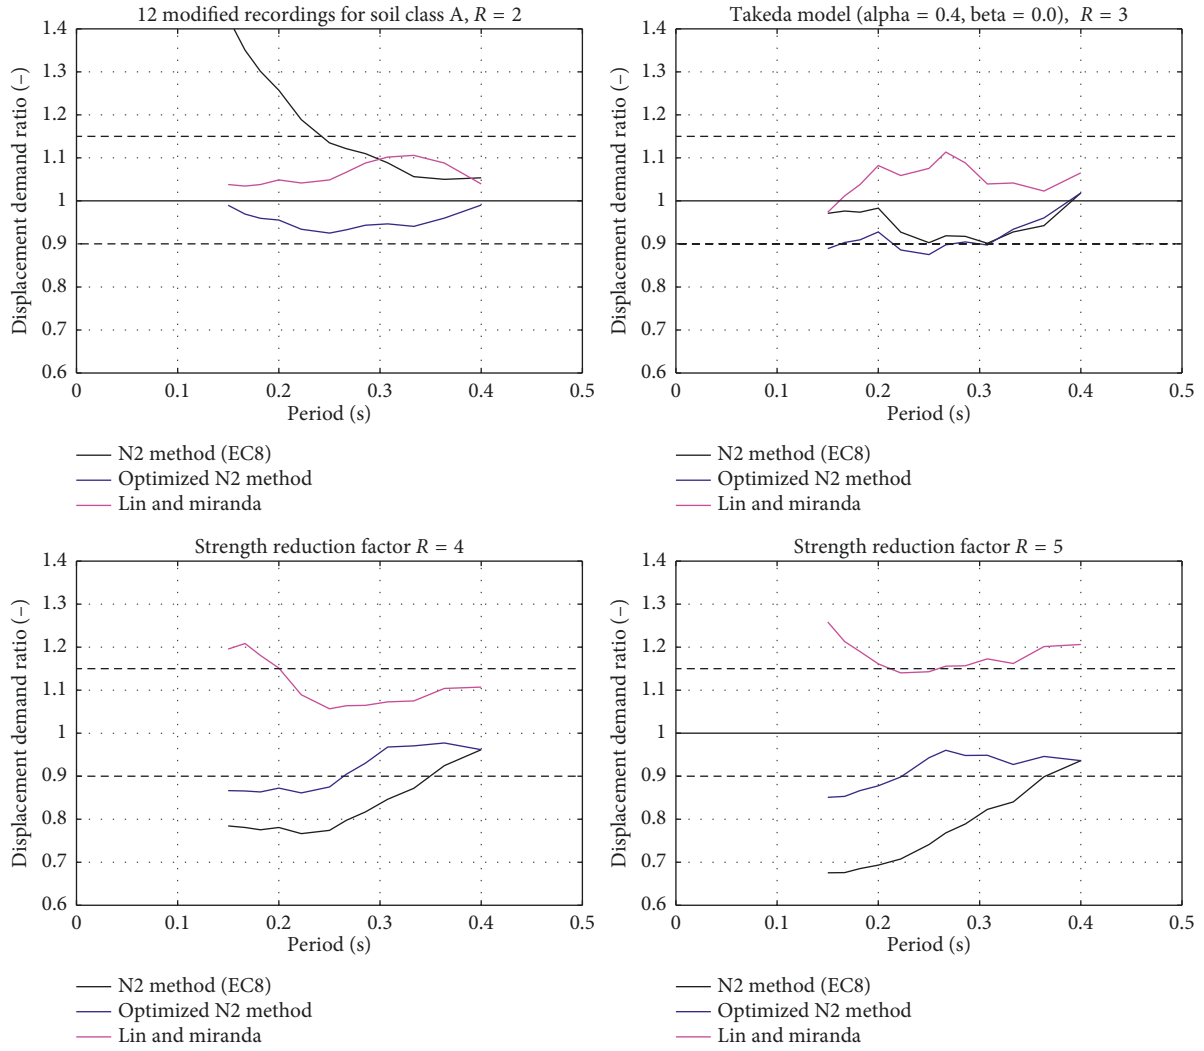 12 modified recordings for soil class A, R = 2
Displacement demand ratio (–)
1.4
1.3
1.2
1.1
1
0.9
0.8
0.7
0.6
0 0.1 0.2 0.3 0.4 0.5
Period (s)
N2 method (EC8)
Optimized N2 method
Lin and miranda
Takeda model (alpha = 0.4, beta = 0.0), R = 3
Displacement demand ratio (–)
1.4
1.3
1.2
1.1
1
0.9
0.8
0.7
0.6
0 0.1 0.2 0.3 0.4 0.5
Period (s)
N2 method (EC8)
Optimized N2 method
Lin and miranda
Strength reduction factor R = 4
Displacement demand ratio (–)
1.4
1.3
1.2
1.1
1
0.9
0.8
0.7
0.6
0 0.1 0.2 0.3 0.4 0.5
Period (s)
N2 method (EC8)
Optimized N2 method
Lin and miranda
Strength reduction factor R = 5
Displacement demand ratio (–)
1.4
1.3
1.2
1.1
1
0.9
0.8
0.7
0.6
0 0.1 0.2 0.3 0.4 0.5
Period (s)
N2 method (EC8)
Optimized N2 method
Lin and miranda